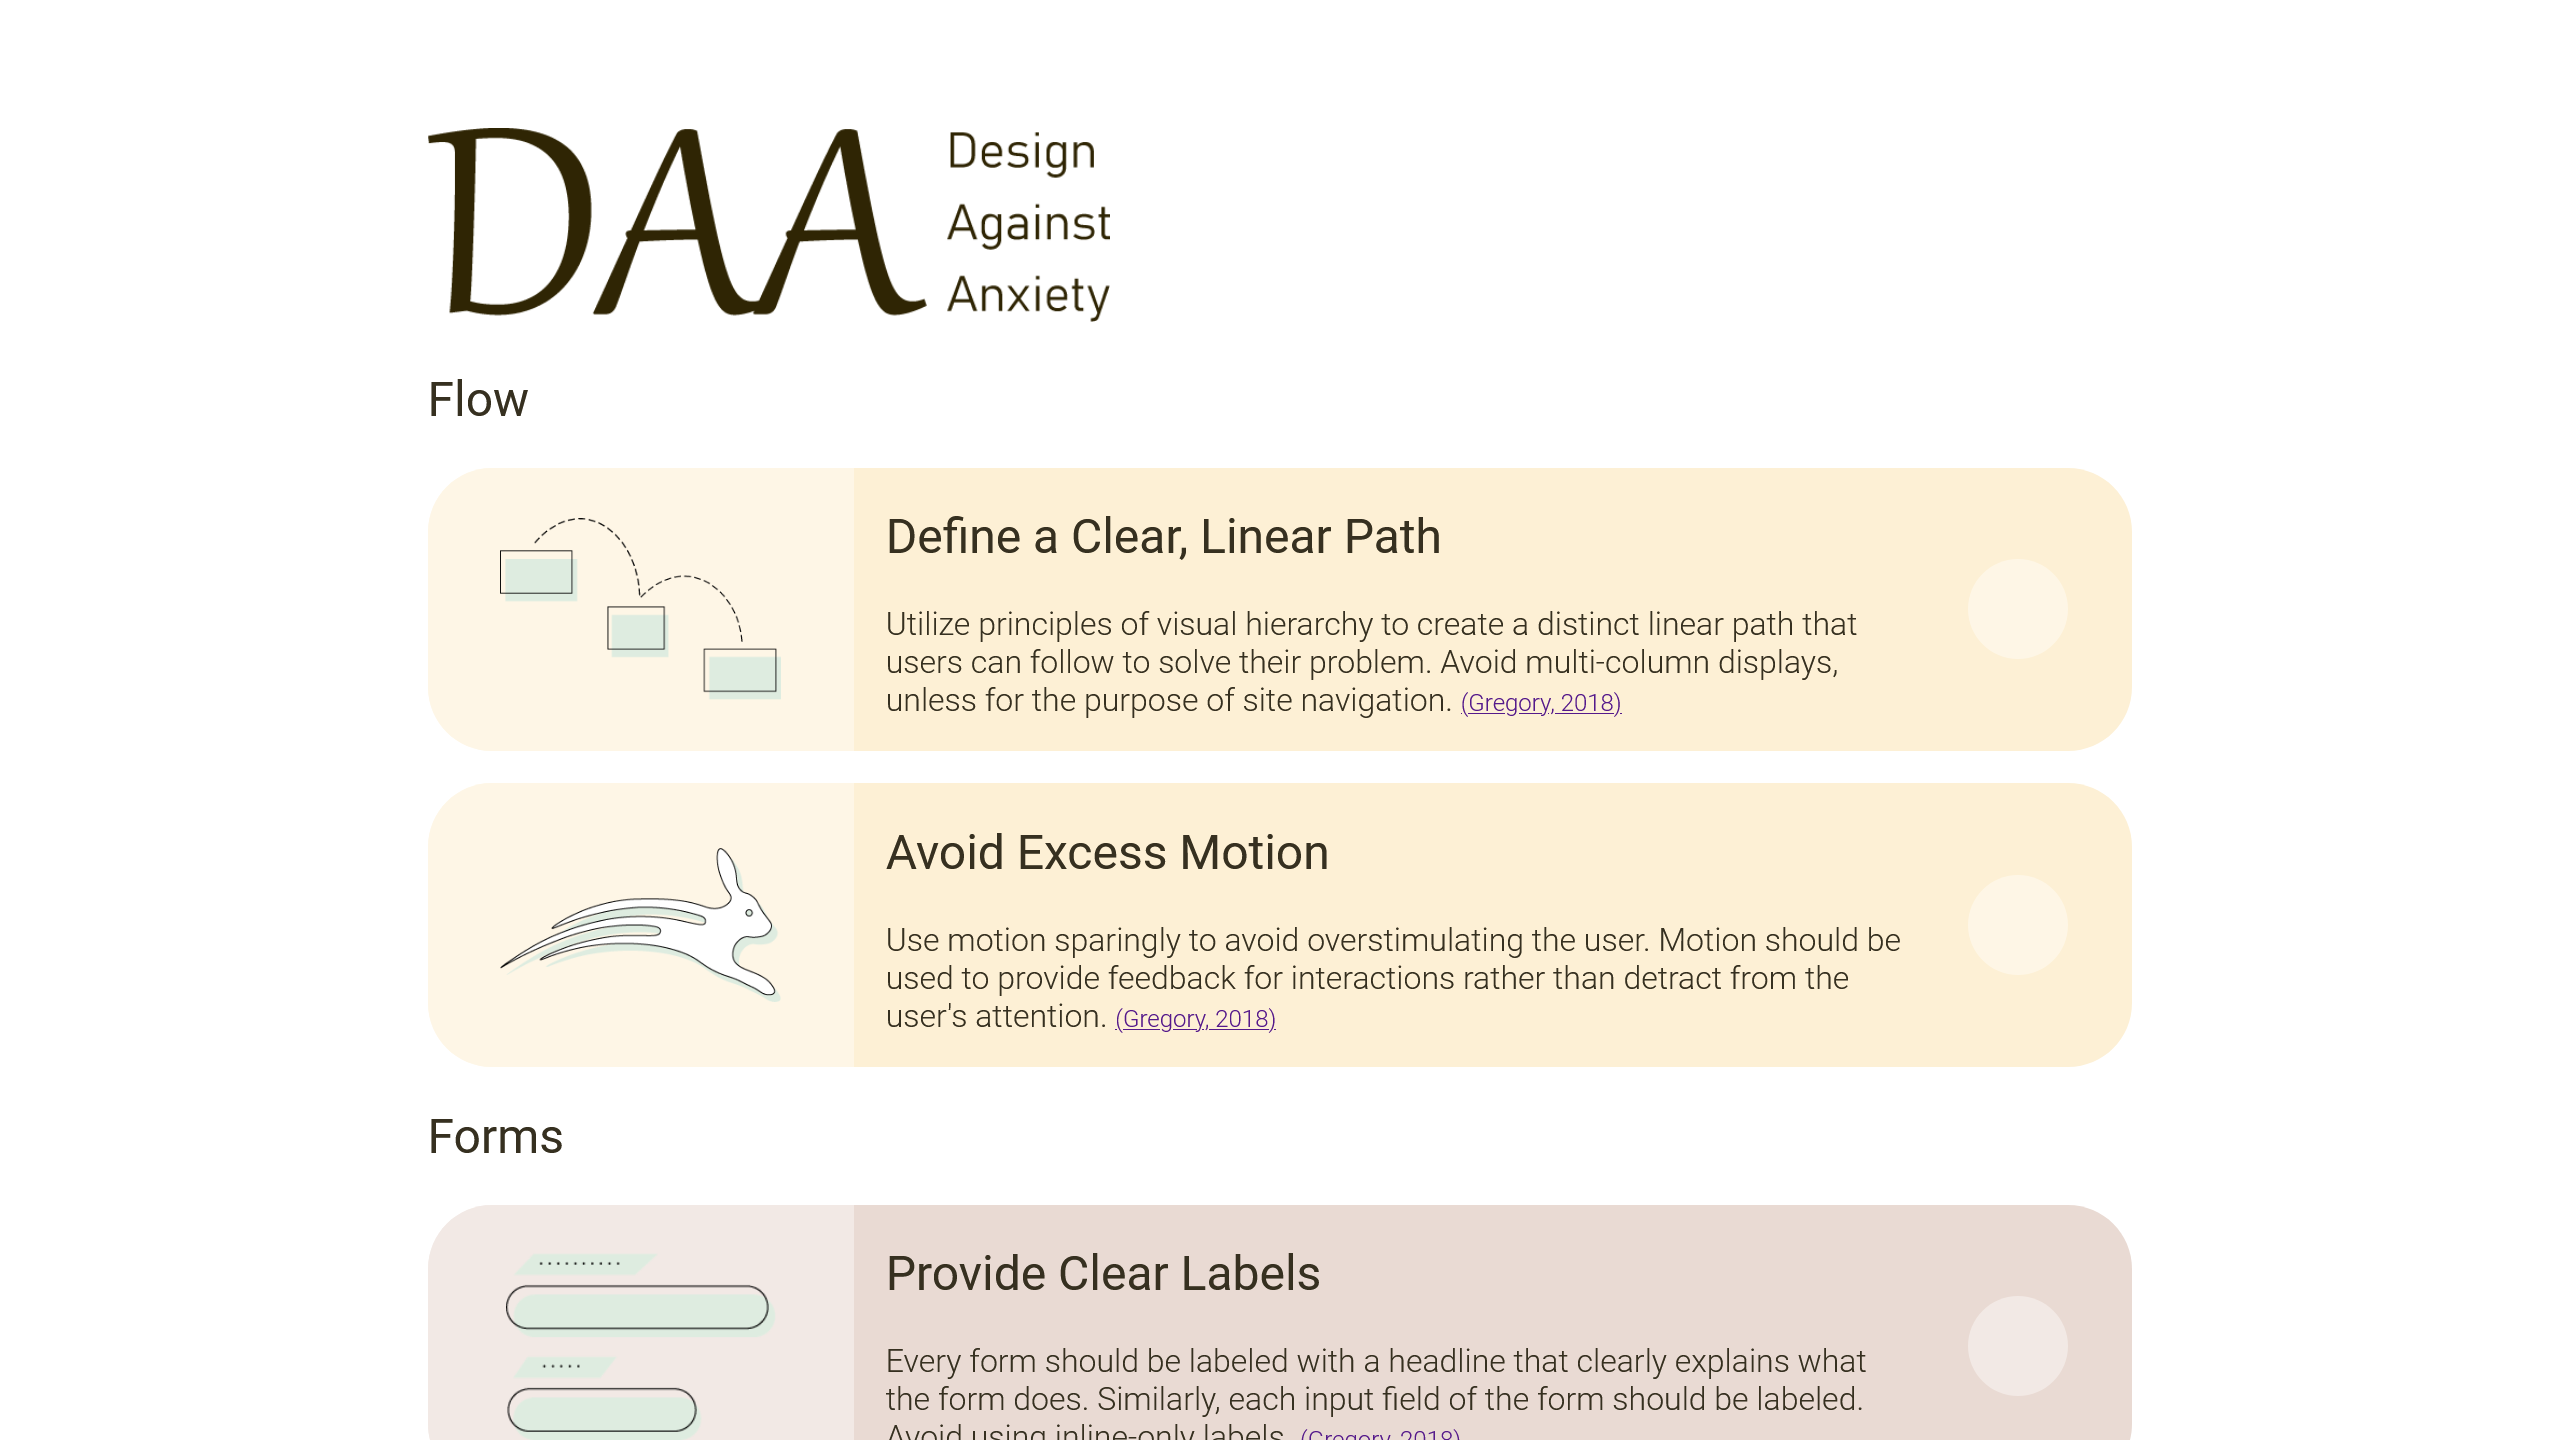 DAA
Design
Against
Anxiety
Flow
Define a Clear, Linear Path
Utilize principles of visual hierarchy to create a distinct linear path that
users can follow to solve their problem. Avoid multi-column displays,
unless for the purpose of site navigation. (Gregory, 2018)
Avoid Excess Motion
Use motion sparingly to avoid overstimulating the user. Motion should be
used to provide feedback for interactions rather than detract from the
user's attention. (Gregory, 2018)
Forms
Provide Clear Labels
Every form should be labeled with a headline that clearly explains what
the form does. Similarly, each input field of the form should be labeled.
Avoid using inline-only labels. (Gregory, 2018)